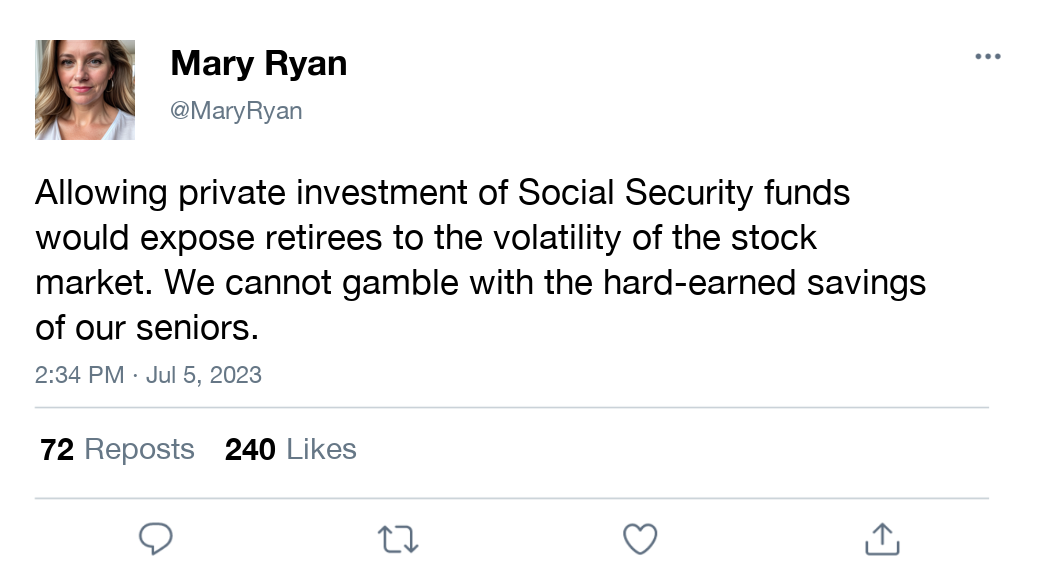 Mary Ryan
@MaryRyan
Allowing private investment of Social Security funds
would expose retirees to the volatility of the stock
market. We cannot gamble with the hard-earned savings
of our seniors.
2:34 PM · Jul 5, 2023
72 Reposts 240 Likes